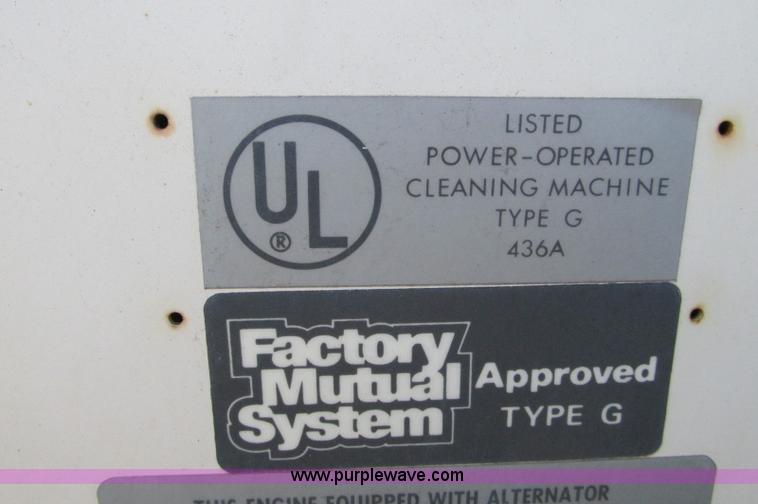 UL
®
LISTED
POWER-OPERATED
CLEANING MACHINE
TYPE G
436A
Factory
Mutual
System
Approved
TYPE G
www.purplewave.com
THIS ENGINE EQUIPPED WITH ALTERNATOR